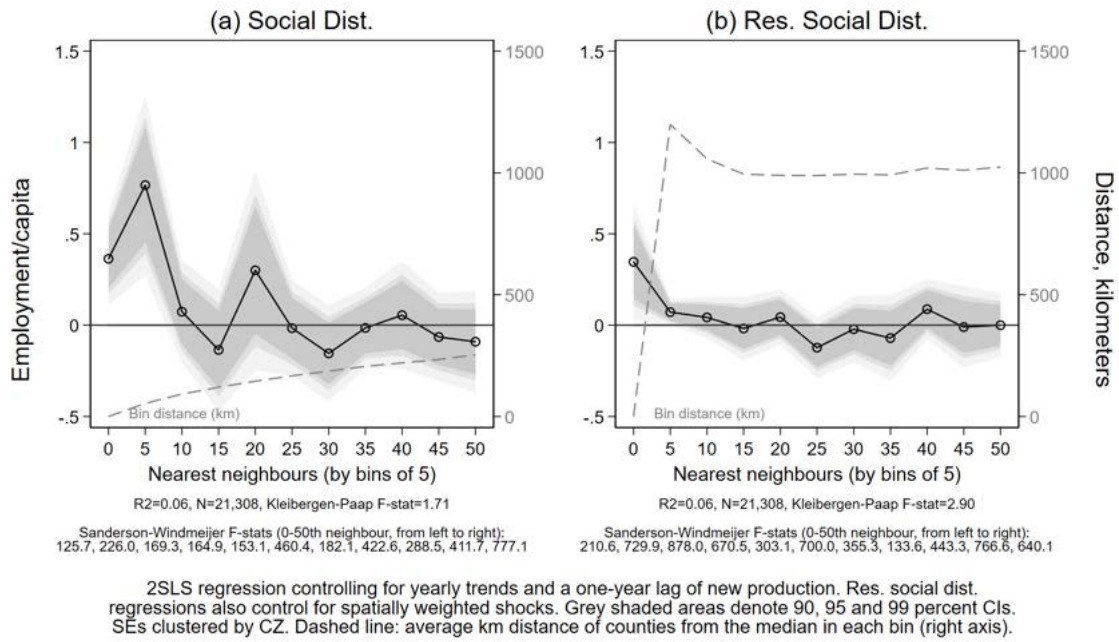 (a) Social Dist.
(b) Res. Social Dist.
1.5
1
.5
0
-.5
1500
1000
500
0
1.5
1
.5
0
-.5
1500
1000
500
0
Employment/capita
Distance, kilometers
Bin distance (km)
Bin distance (km)
0 5 10 15 20 25 30 35 40 45 50
0 5 10 15 20 25 30 35 40 45 50
Nearest neighbours (by bins of 5)
Nearest neighbours (by bins of 5)
R2=0.06, N=21,308, Kleibergen-Paap F-stat=1.71
R2=0.06, N=21,308, Kleibergen-Paap F-stat=2.90
Sanderson-Windmeijer F-stats (0-50th neighbour, from left to right):
125.7, 226.0, 169.3, 164.9, 153.1, 460.4, 182.1, 422.6, 288.5, 411.7, 777.1
Sanderson-Windmeijer F-stats (0-50th neighbour, from left to right):
210.6, 729.9, 878.0, 670.5, 303.1, 700.0, 355.3, 133.6, 443.3, 766.6, 640.1
2SLS regression controlling for yearly trends and a one-year lag of new production. Res. social dist.
regressions also control for spatially weighted shocks. Grey shaded areas denote 90, 95 and 99 percent CIs.
SEs clustered by CZ. Dashed line: average km distance of counties from the median in each bin (right axis).